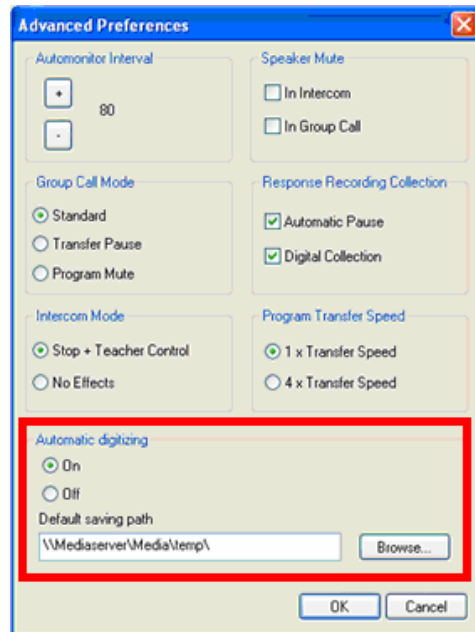 Advanced Preferences
Automonitor Interval
+
80
-
Speaker Mute
In Intercom
In Group Call
Group Call Mode
Standard
Transfer Pause
Program Mute
Response Recording Collection
Automatic Pause
Digital Collection
Intercom Mode
Stop + Teacher Control
No Effects
Program Transfer Speed
1 x Transfer Speed
4 x Transfer Speed
Automatic digitizing
On
Off
Default saving path
\\Mediaserver\Media\temp\
Browse...
OK
Cancel